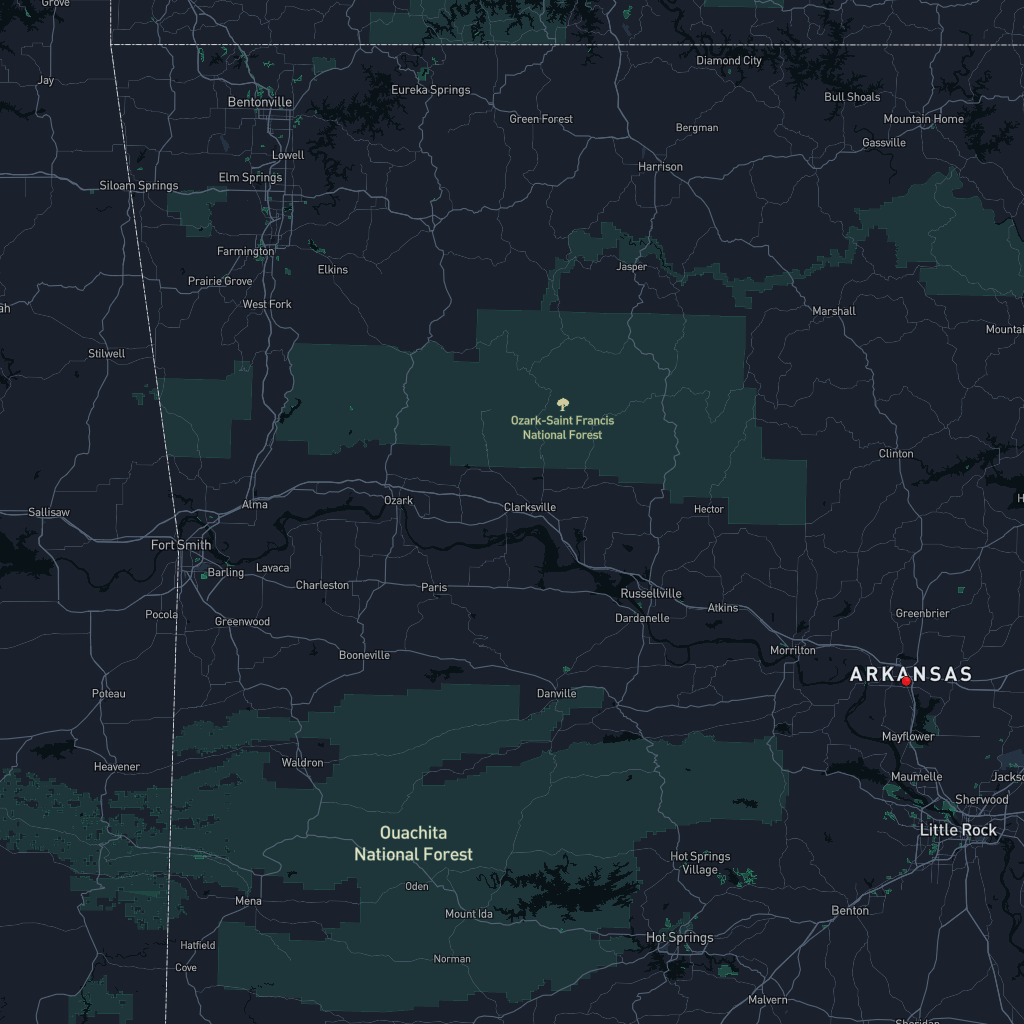 Grove
Diamond City
Jay
Eureka Springs
Bull Shoals
Bentonville
Green Forest
Mountain Home
Bergman
Gassville
Lowell
Harrison
Elm Springs
Siloam Springs
Farmington
Elkins
Jasper
Prairie Grove
West Fork
ah
Marshall
Mountai
Stilwell
Ozark-Saint Francis
National Forest
Clinton
Ozark
H
Alma
Clarksville
Hector
Sallisaw
Fort Smith
Lavaca
Barling
Charleston
Paris
Russellville
Atkins
Pocola
Greenwood
Dardanelle
Greenbrier
Booneville
Morrilton
ARKANSAS
Poteau
Danville
Mayflower
Heavener
Waldron
Maumelle
Jackso
Sherwood
Little Rock
Ouachita
National Forest
Hot Springs
Village
Oden
Mena
Mount Ida
Benton
Hot Springs
Hatfield
Norman
Cove
Malvern
Sheridan